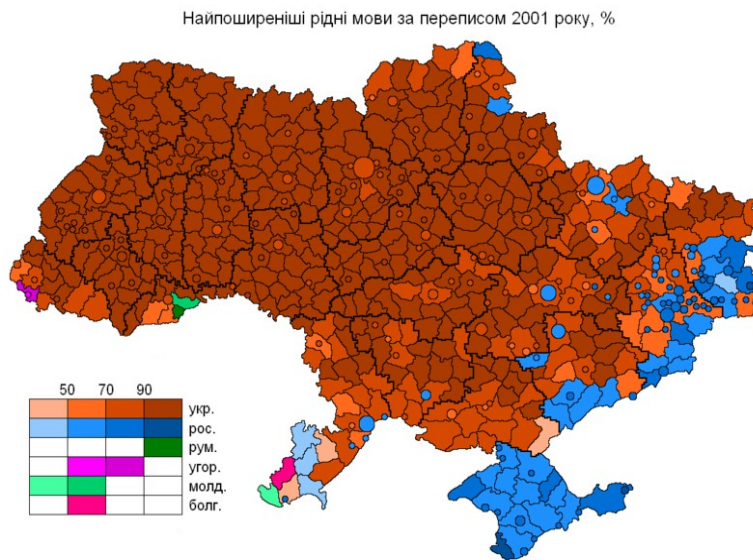 Найпоширеніші рідні мови за переписом 2001 року, %
50 70 90
укр.
рос.
рум.
угор.
молд.
болг.